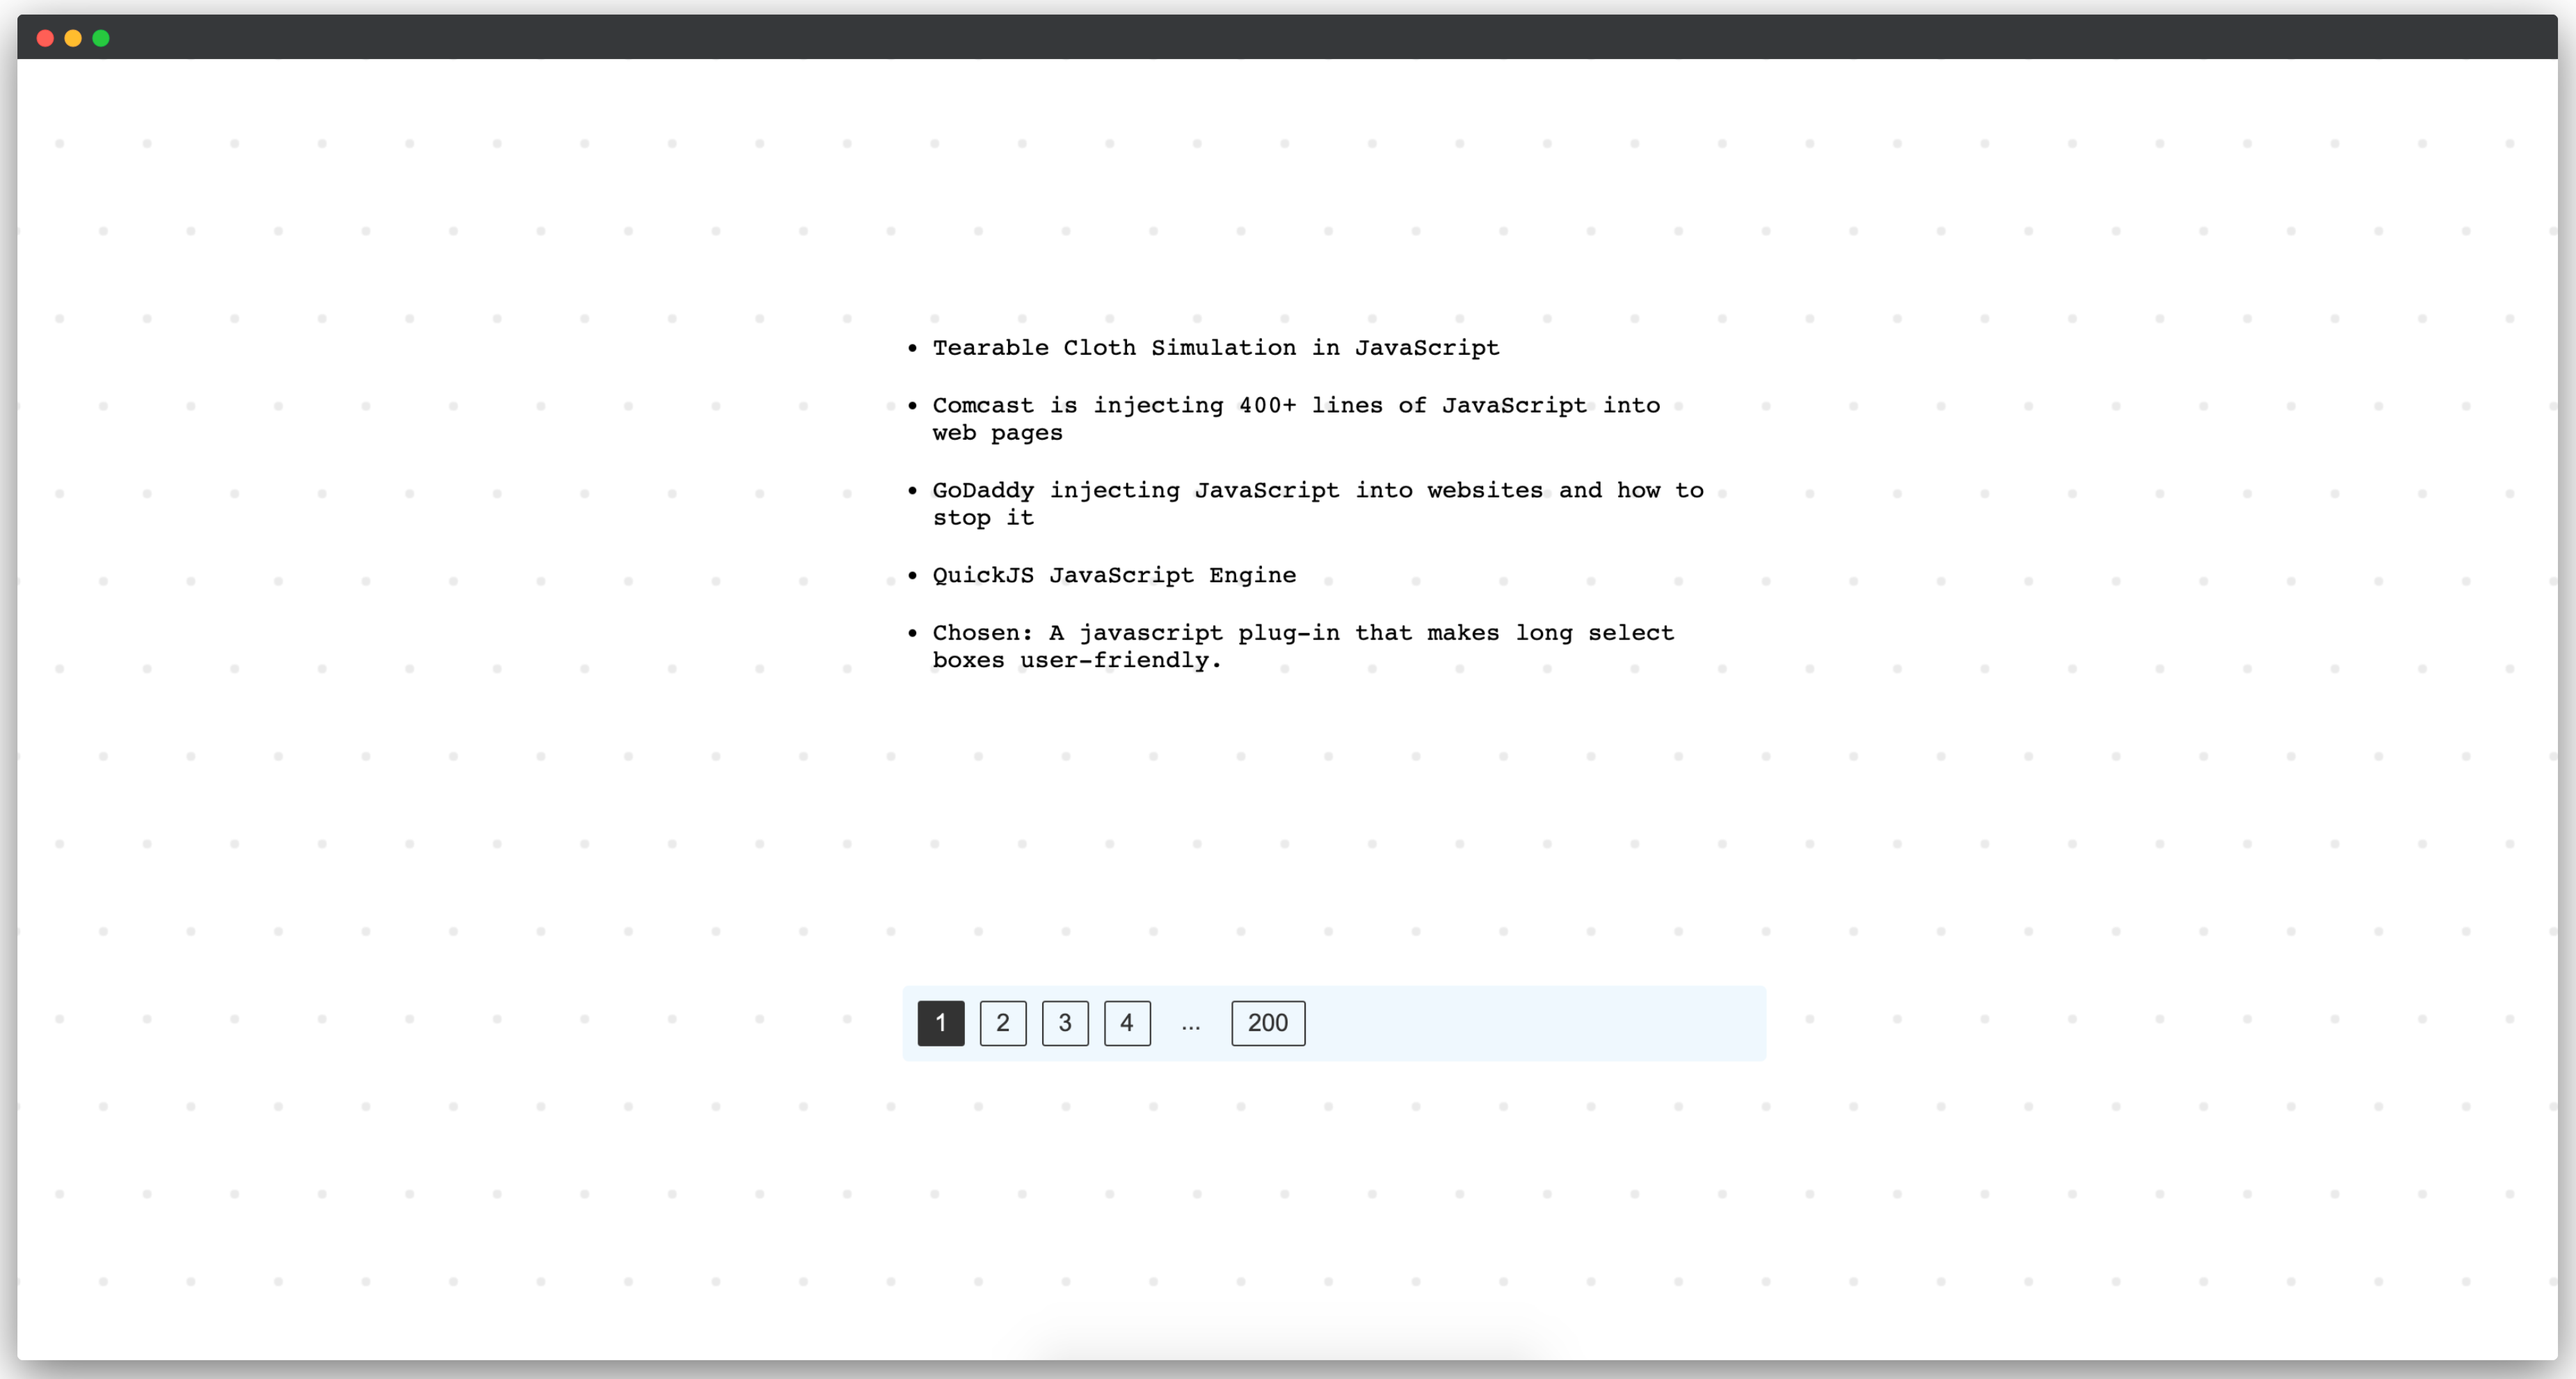 Tearable Cloth Simulation in JavaScript
Comcast is injecting 400+ lines of JavaScript into
web pages
GoDaddy injecting JavaScript into websites and how to
stop it
QuickJS JavaScript Engine
Chosen: A javascript plug-in that makes long select
boxes user-friendly.
1 2 3 4 ... 200